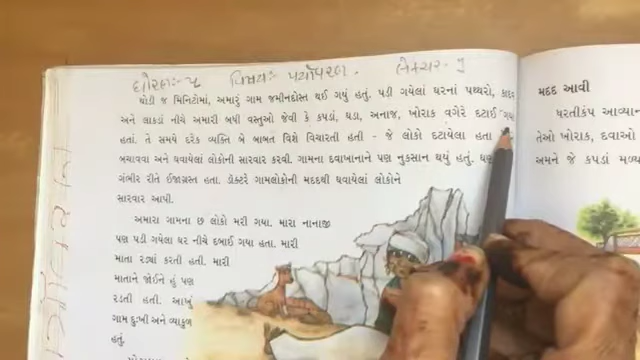 ધોરણ:- ૫ વિષય:- પર્યાવરણ. લેક્ચર-૫
થોડી જ મિનિટોમાં, અમારું ગામ જમીનદોસ્ત થઈ ગયું હતું. પડી ગયેલાં ઘરનાં પથ્થરો, કાદવ
અને લાકડાં નીચે અમારી બધી વસ્તુઓ જેવી કે કપડાં, ઘડા, અનાજ, ખોરાક વગેરે દટાઈ ગયા
હતાં. તે સમયે દરેક વ્યક્તિ બે બાબત વિશે વિચારતી હતી - જે લોકો દટાયેલા હતા
બચાવવા અને ઘવાયેલાં લોકોની સારવાર કરવી. ગામના દવાખાનાને પણ નુકસાન થયું હતું.
ગંભીર રીતે ઈજાગ્રસ્ત હતા. ડૉક્ટરે ગામલોકોની મદદથી ઘવાયેલાં લોકોને
સારવાર આપી.
અમારા ગામના છ લોકો મરી ગયા. મારા નાનાજી
પણ પડી ગયેલા ઘર નીચે દબાઈ ગયા હતા. મારી
માતા રડ્યાં કરતી હતી. મારી
માતાને જોઈને હું પણ
રડતી હતી. આખું
ગામ દુઃખી અને વ્યાકુળ
હતું.
મદદ આવી
ધરતીકંપ આવ્યાન
તેઓ ખોરાક, દવાઓ
અમને જે કપડાં મળ્ય